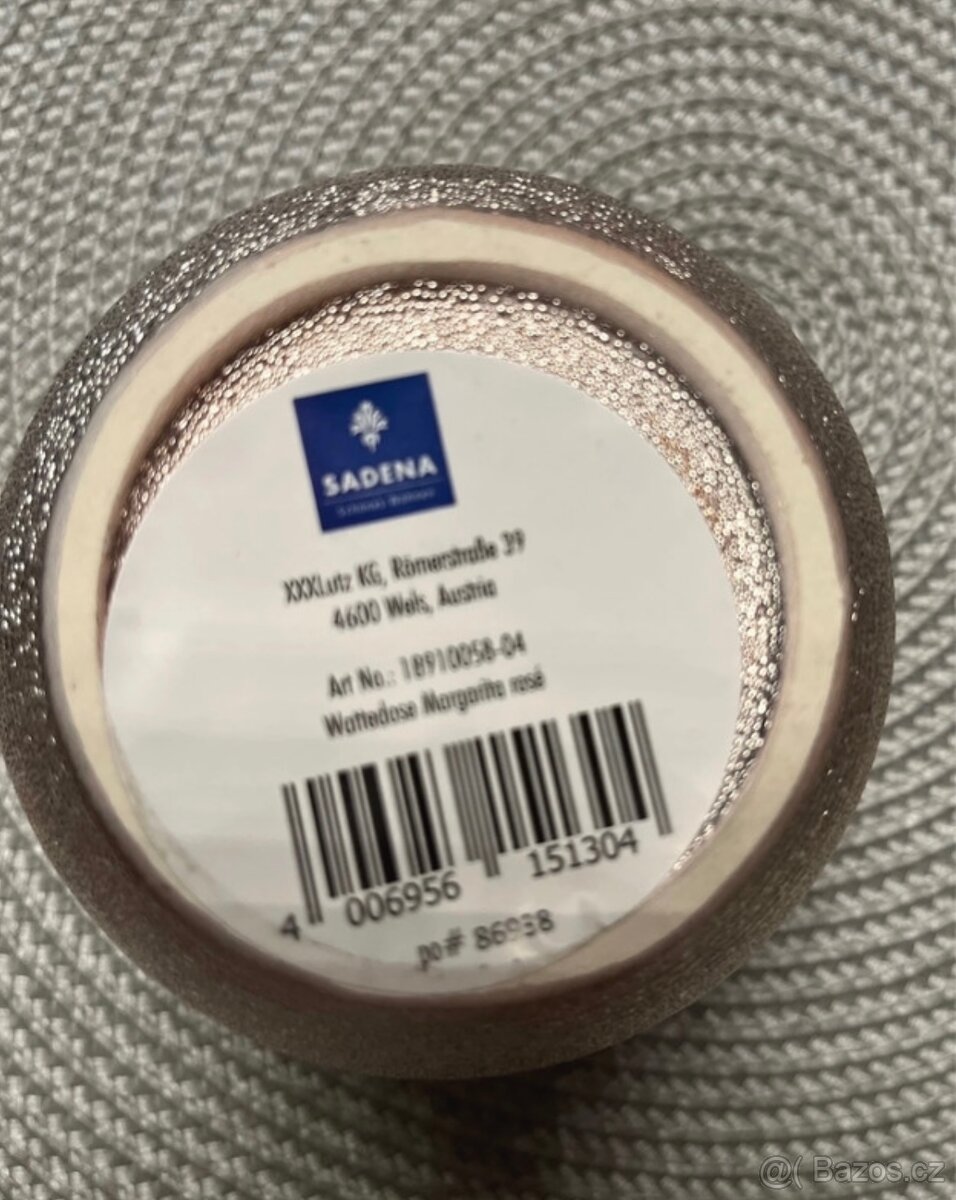 SADENA
XXXLutz KG, Römerstraße 39
4600 Wels, Austria
Art No.: 18910058-04
Wattedose Margarita rosé
4 006956 151304
po# 86938
@( Bazos.cz